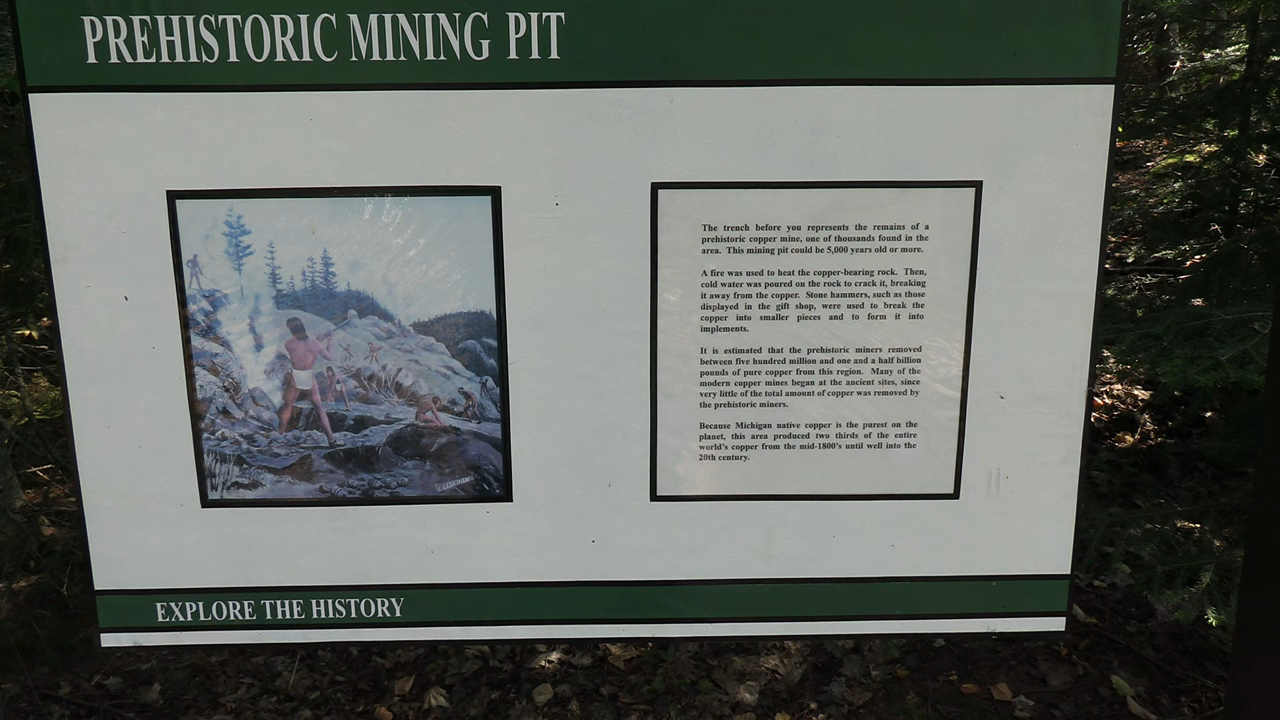 PREHISTORIC MINING PIT
The trench before you represents the remains of a
prehistoric copper mine, one of thousands found in the
area. This mining pit could be 5,000 years old or more.
A fire was used to heat the copper-bearing rock. Then,
cold water was poured on the rock to crack it, breaking
it away from the copper. Stone hammers, such as those
displayed in the gift shop, were used to break the
copper into smaller pieces and to form it into
implements.
It is estimated that the prehistoric miners removed
between five hundred million and one and a half billion
pounds of pure copper from this region. Many of the
modern copper mines began at the ancient sites, since
very little of the total amount of copper was removed by
the prehistoric miners.
Because Michigan native copper is the purest on the
planet, this area produced two thirds of the entire
world's copper from the mid-1800's until well into the
20th century.
EXPLORE THE HISTORY